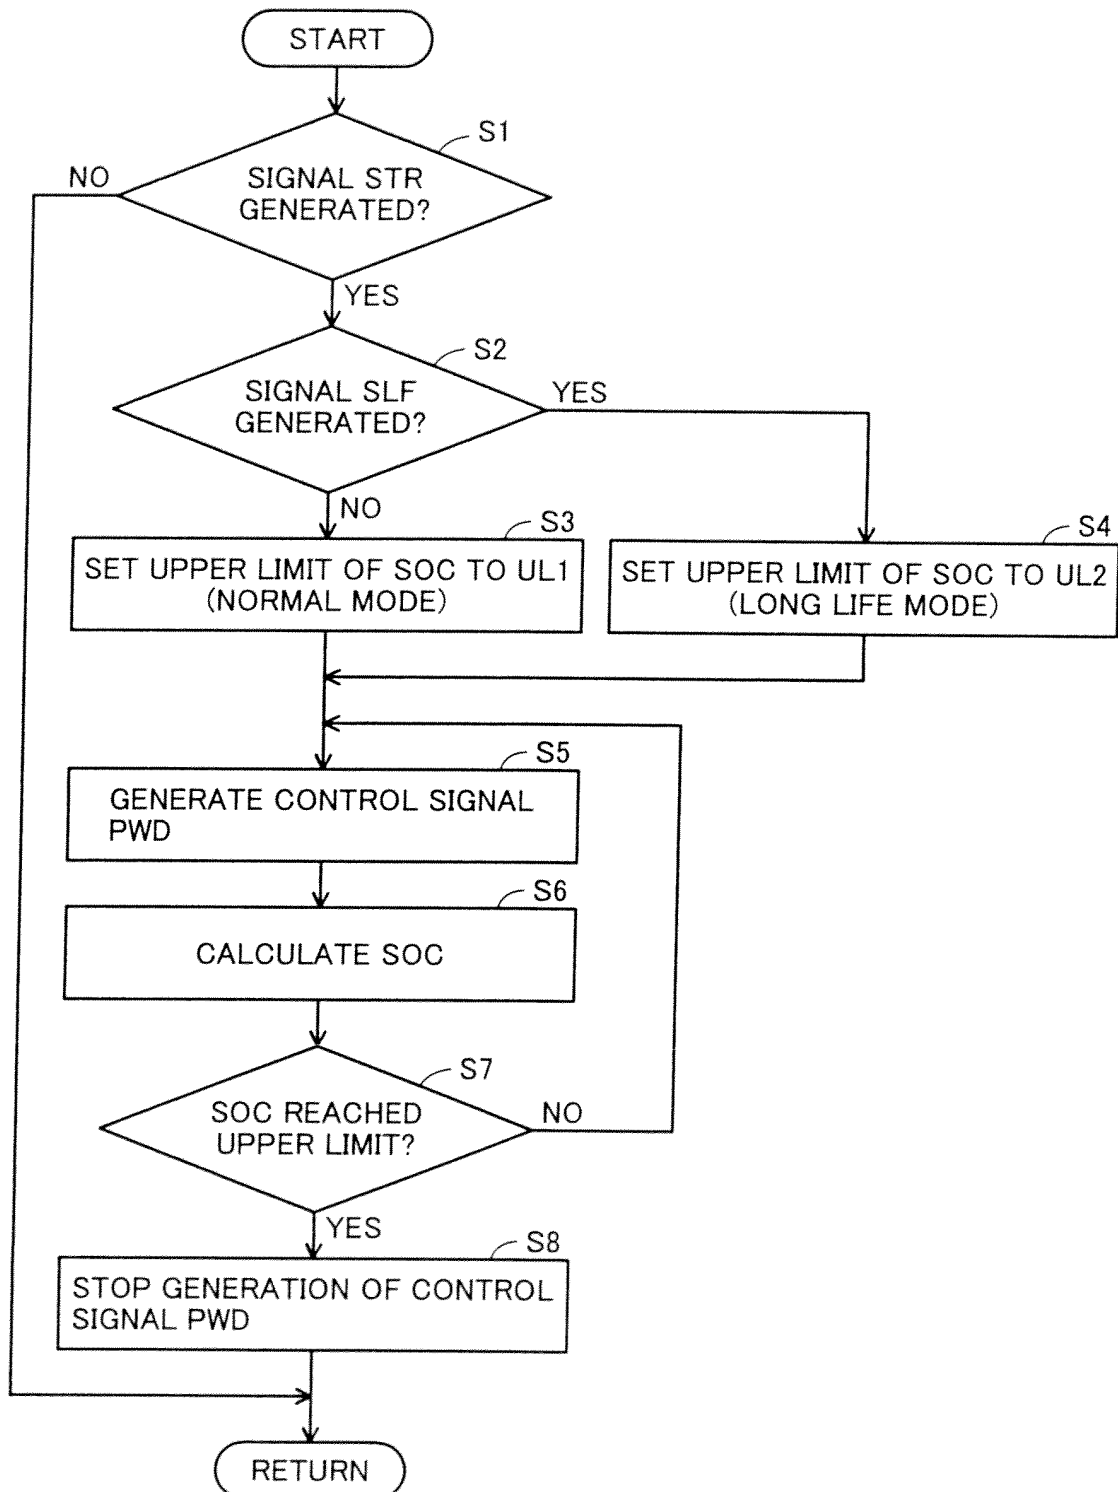 START
S1
NO
SIGNAL STR
GENERATED?
YES
S2
SIGNAL SLF
GENERATED?
YES
NO
S3
SET UPPER LIMIT OF SOC TO UL1
(NORMAL MODE)
S4
SET UPPER LIMIT OF SOC TO UL2
(LONG LIFE MODE)
S5
GENERATE CONTROL SIGNAL
PWD
S6
CALCULATE SOC
S7
SOC REACHED
UPPER LIMIT?
NO
YES
S8
STOP GENERATION OF CONTROL
SIGNAL PWD
RETURN